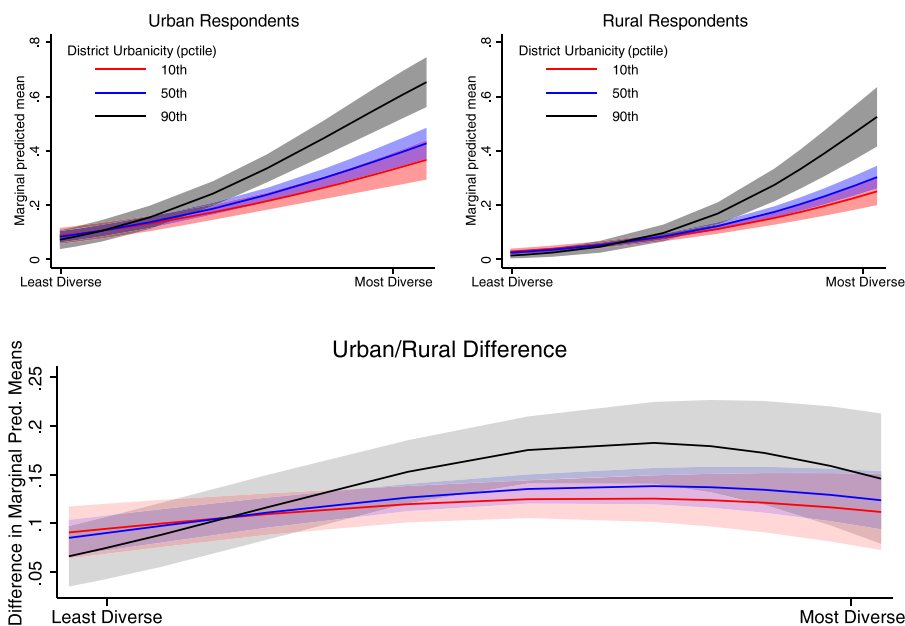 Urban Respondents
Marginal predicted mean
.8
.6
.4
.2
0
District Urbanicity (pctile)
10th
50th
90th
Least Diverse
Most Diverse
Rural Respondents
Marginal predicted mean
.8
.6
.4
.2
0
District Urbanicity (pctile)
10th
50th
90th
Least Diverse
Most Diverse
Urban/Rural Difference
Difference in Marginal Pred. Means
.25
.2
.15
.1
.05
Least Diverse
Most Diverse